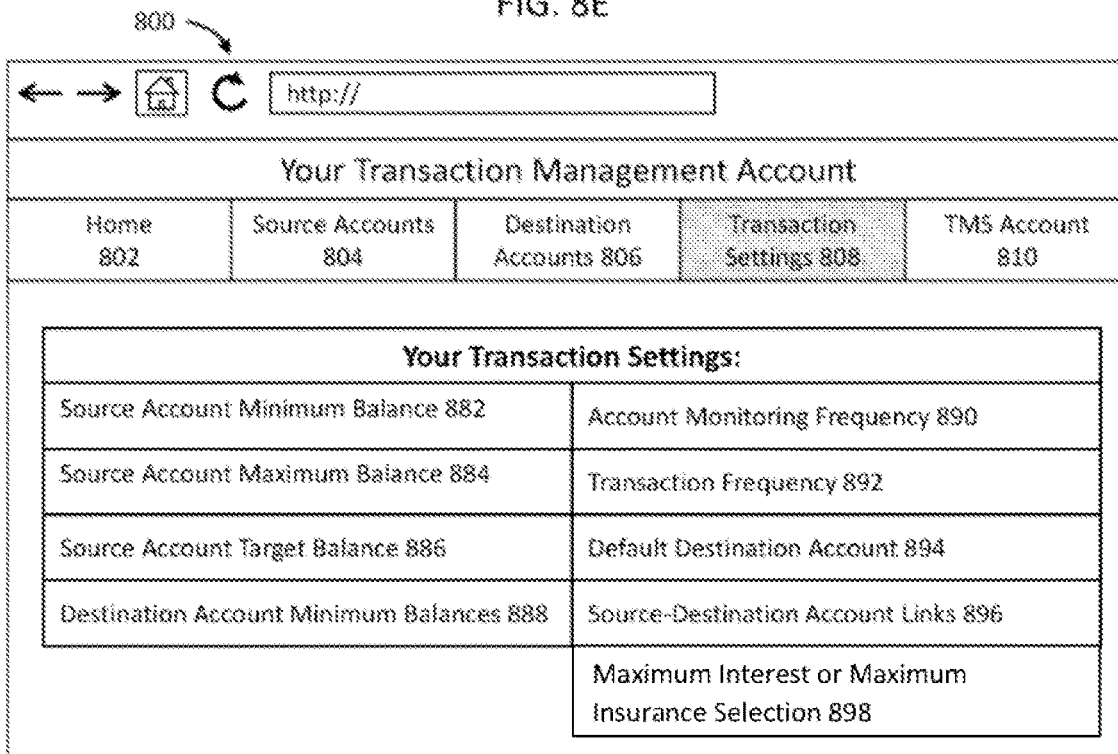 FIG. 8E
800
http://
Your Transaction Management Account
Home
802
Source Accounts
804
Destination
Accounts 806
Transaction
Settings 808
TMS Account
810
Your Transaction Settings:
Source Account Minimum Balance 882
Account Monitoring Frequency 890
Source Account Maximum Balance 884
Transaction Frequency 892
Source Account Target Balance 886
Default Destination Account 894
Destination Account Minimum Balances 888
Source-Destination Account Links 896
Maximum Interest or Maximum
Insurance Selection 898